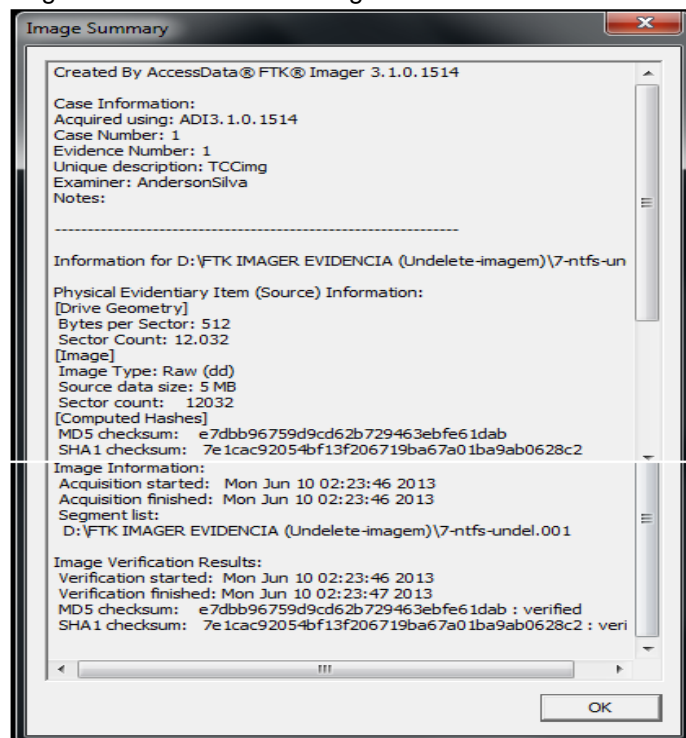 Image Summary
Created By AccessData® FTK® Imager 3.1.0.1514
Case Information:
Acquired using: ADI3.1.0.1514
Case Number: 1
Evidence Number: 1
Unique description: TCCimg
Examiner: AndersonSilva
Notes:
--------------------------------------------------------------
Information for D:\FTK IMAGER EVIDENCIA (Undelete-imagem)\7-ntfs-un
Physical Evidentiary Item (Source) Information:
[Drive Geometry]
Bytes per Sector: 512
Sector Count: 12.032
[Image]
Image Type: Raw (dd)
Source data size: 5 MB
Sector count: 12032
[Computed Hashes]
MD5 checksum: e7dbb96759d9cd62b729463ebfe61dab
SHA1 checksum: 7e1cac92054bf13f206719ba67a01ba9ab0628c2
Image Information:
Acquisition started: Mon Jun 10 02:23:46 2013
Acquisition finished: Mon Jun 10 02:23:46 2013
Segment list:
D:\FTK IMAGER EVIDENCIA (Undelete-imagem)\7-ntfs-undel.001
Image Verification Results:
Verification started: Mon Jun 10 02:23:46 2013
Verification finished: Mon Jun 10 02:23:47 2013
MD5 checksum: e7dbb96759d9cd62b729463ebfe61dab : verified
SHA1 checksum: 7e1cac92054bf13f206719ba67a01ba9ab0628c2 : veri
OK